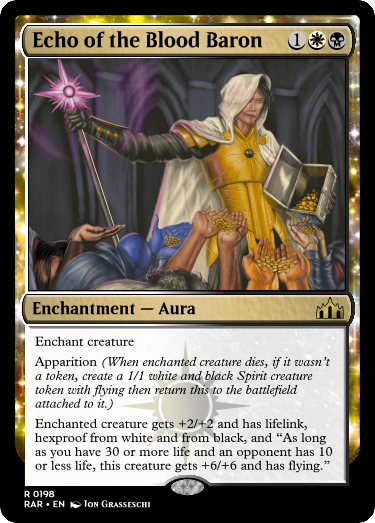 Echo of the Blood Baron 1
Enchantment — Aura
Enchant creature
Apparition (When enchanted creature dies, if it wasn't
a token, create a 1/1 white and black Spirit creature
token with flying then return this to the battlefield
attached to it.)
Enchanted creature gets +2/+2 and has lifelink,
hexproof from white and from black, and “As long
as you have 30 or more life and an opponent has 10
or less life, this creature gets +6/+6 and has flying.”
R 0198
RAR • EN Jon Grasseschi